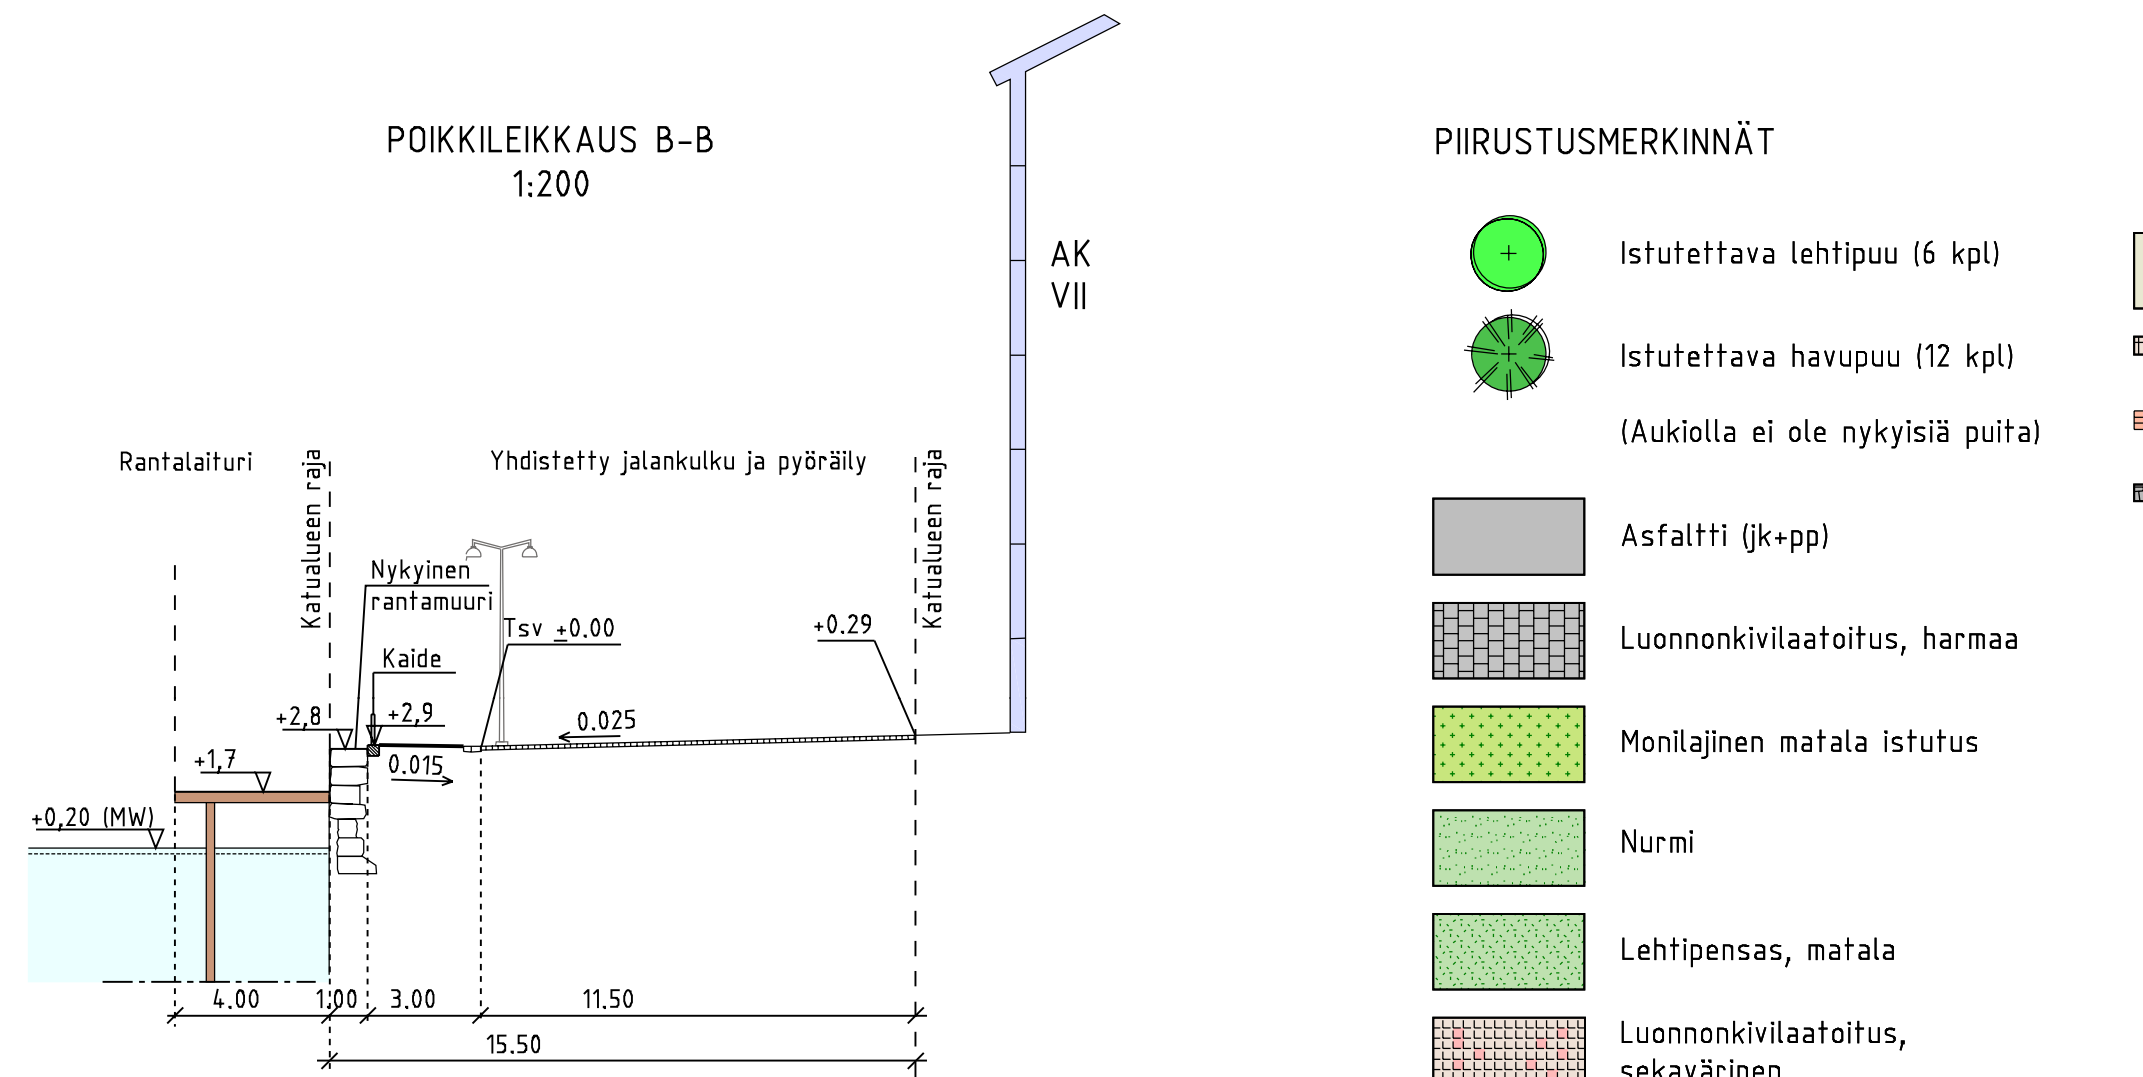 POIKKILEIKKAUS B-B
1:200
AK
VII
Rantalaituri
Katualueen raja
Yhdistetty jalankulku ja pyöräily
Katualueen raja
Nykyinen
rantamuuri
Tsv ±0.00
+0.29
Kaide
+2,8
+2,9
0.025
+1,7
0.015
+0,20 (MW)
4.00
1.00
3.00
11.50
15.50
PIIRUSTUSMERKINNÄT
Istutettava lehtipuu (6 kpl)
Istutettava havupuu (12 kpl)
(Aukiolla ei ole nykyisiä puita)
Asfaltti (jk+pp)
Luonnonkivilaatoitus, harmaa
Monilajinen matala istutus
Nurmi
Lehtipensas, matala
Luonnonkivilaatoitus,
sekavärinen